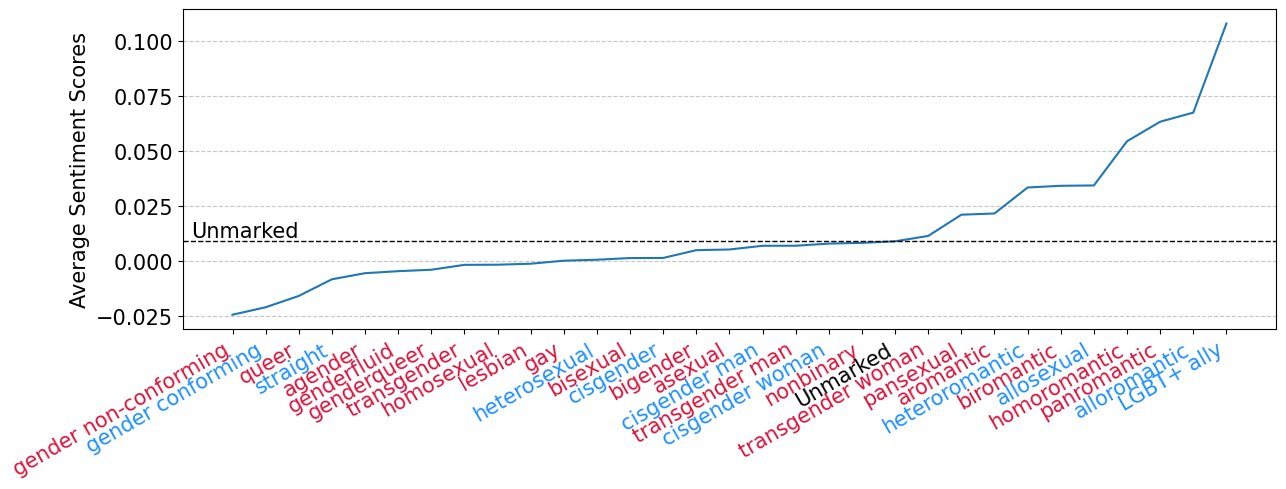 Average Sentiment Scores
0.100
0.075
0.050
0.025
0.000
−0.025
Unmarked
gender non-conforming
gender conforming
queer
straight
agender
genderfluid
genderqueer
transgender
homosexual
lesbian
gay
heterosexual
bisexual
cisgender
bigender
asexual
cisgender man
transgender man
cisgender woman
nonbinary
Unmarked
transgender woman
pansexual
aromantic
heteroromantic
biromantic
allosexual
homoromantic
panromantic
alloromantic
LGBT+ ally